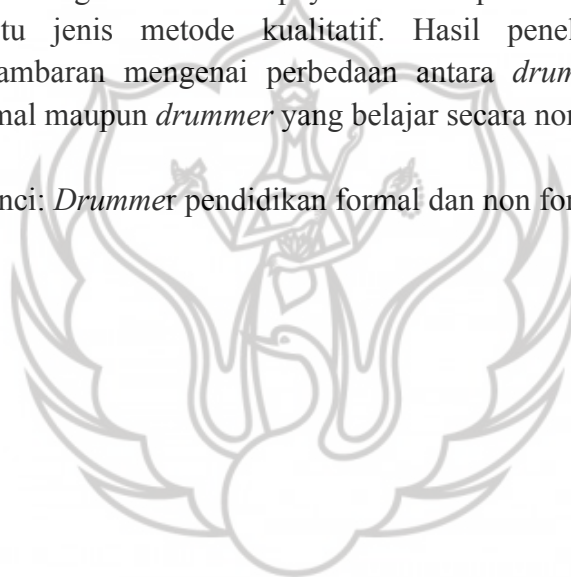 tu jenis metode kualitatif. Hasil penel
ambaran mengenai perbedaan antara drum
mal maupun drummer yang belajar secara nor
nci: Drummer pendidikan formal dan non for